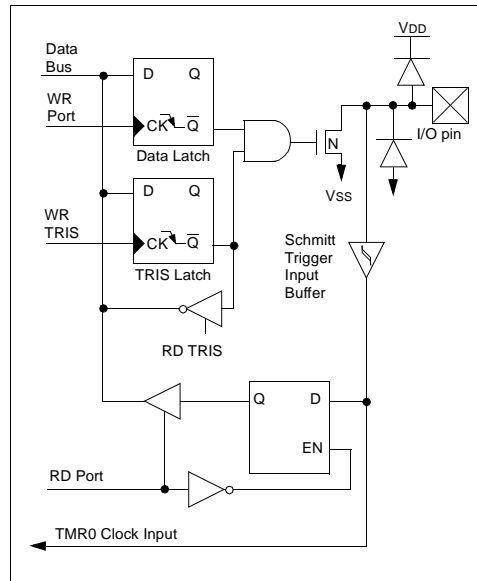 VDD
Data
Bus
D Q
WR
Port
CK Q
Data Latch
I/O pin
N
VSS
D Q
WR
TRIS
CK Q
TRIS Latch
Schmitt
Trigger
Input
Buffer
RD TRIS
Q D
EN
RD Port
TMR0 Clock Input